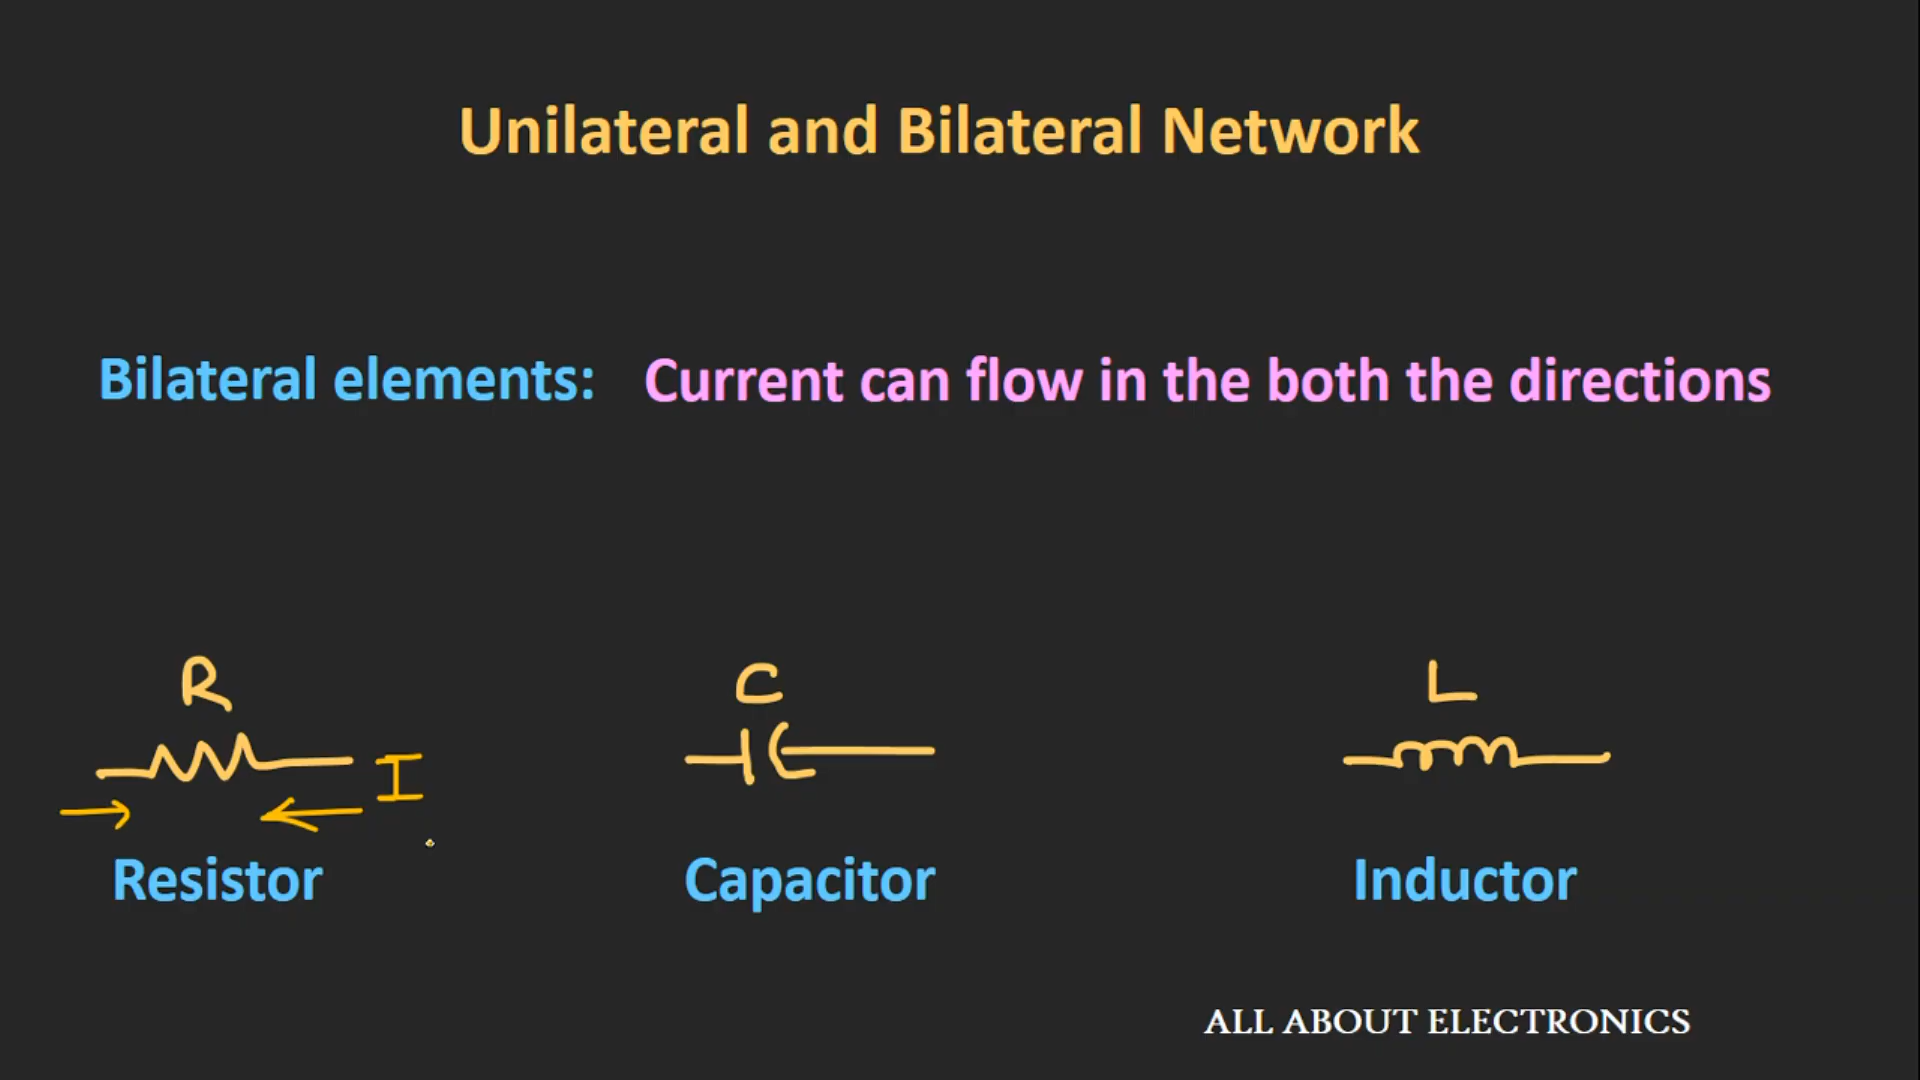 Unilateral and Bilateral Network
Bilateral elements: Current can flow in the both the directions
R C L
I
Resistor Capacitor Inductor
ALL ABOUT ELECTRONICS